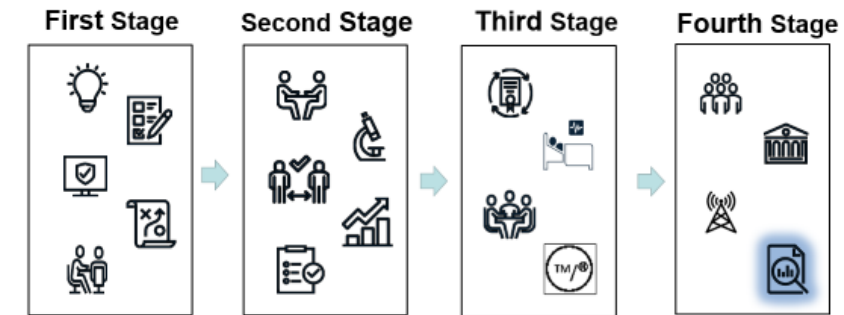 First Stage
Second Stage
Third Stage
Fourth Stage
TM/®